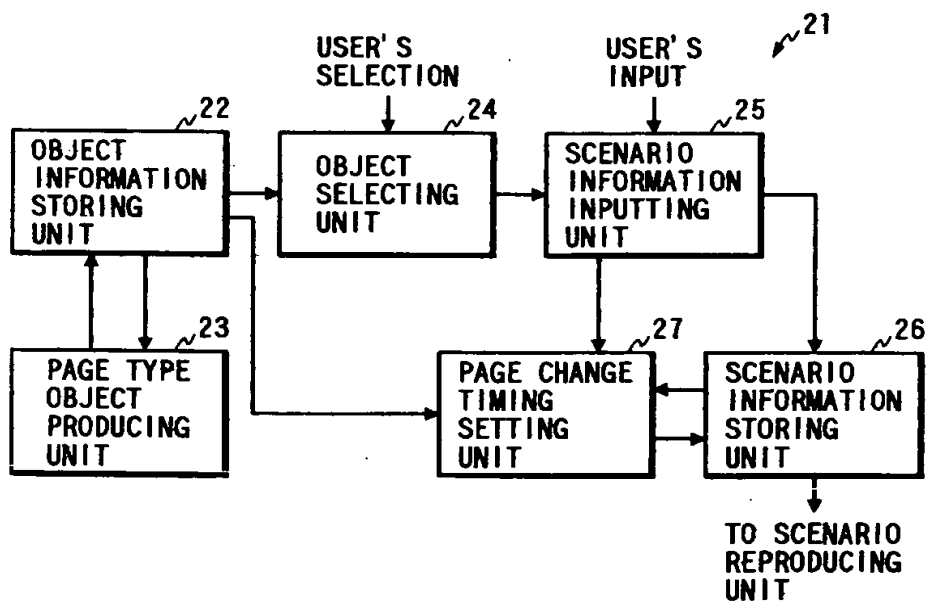 21
USER'S
SELECTION
USER'S
INPUT
22
OBJECT
INFORMATION
STORING
UNIT
24
OBJECT
SELECTING
UNIT
25
SCENARIO
INFORMATION
INPUTTING
UNIT
23
PAGE TYPE
OBJECT
PRODUCING
UNIT
27
PAGE CHANGE
TIMING
SETTING
UNIT
26
SCENARIO
INFORMATION
STORING
UNIT
TO SCENARIO
REPRODUCING
UNIT